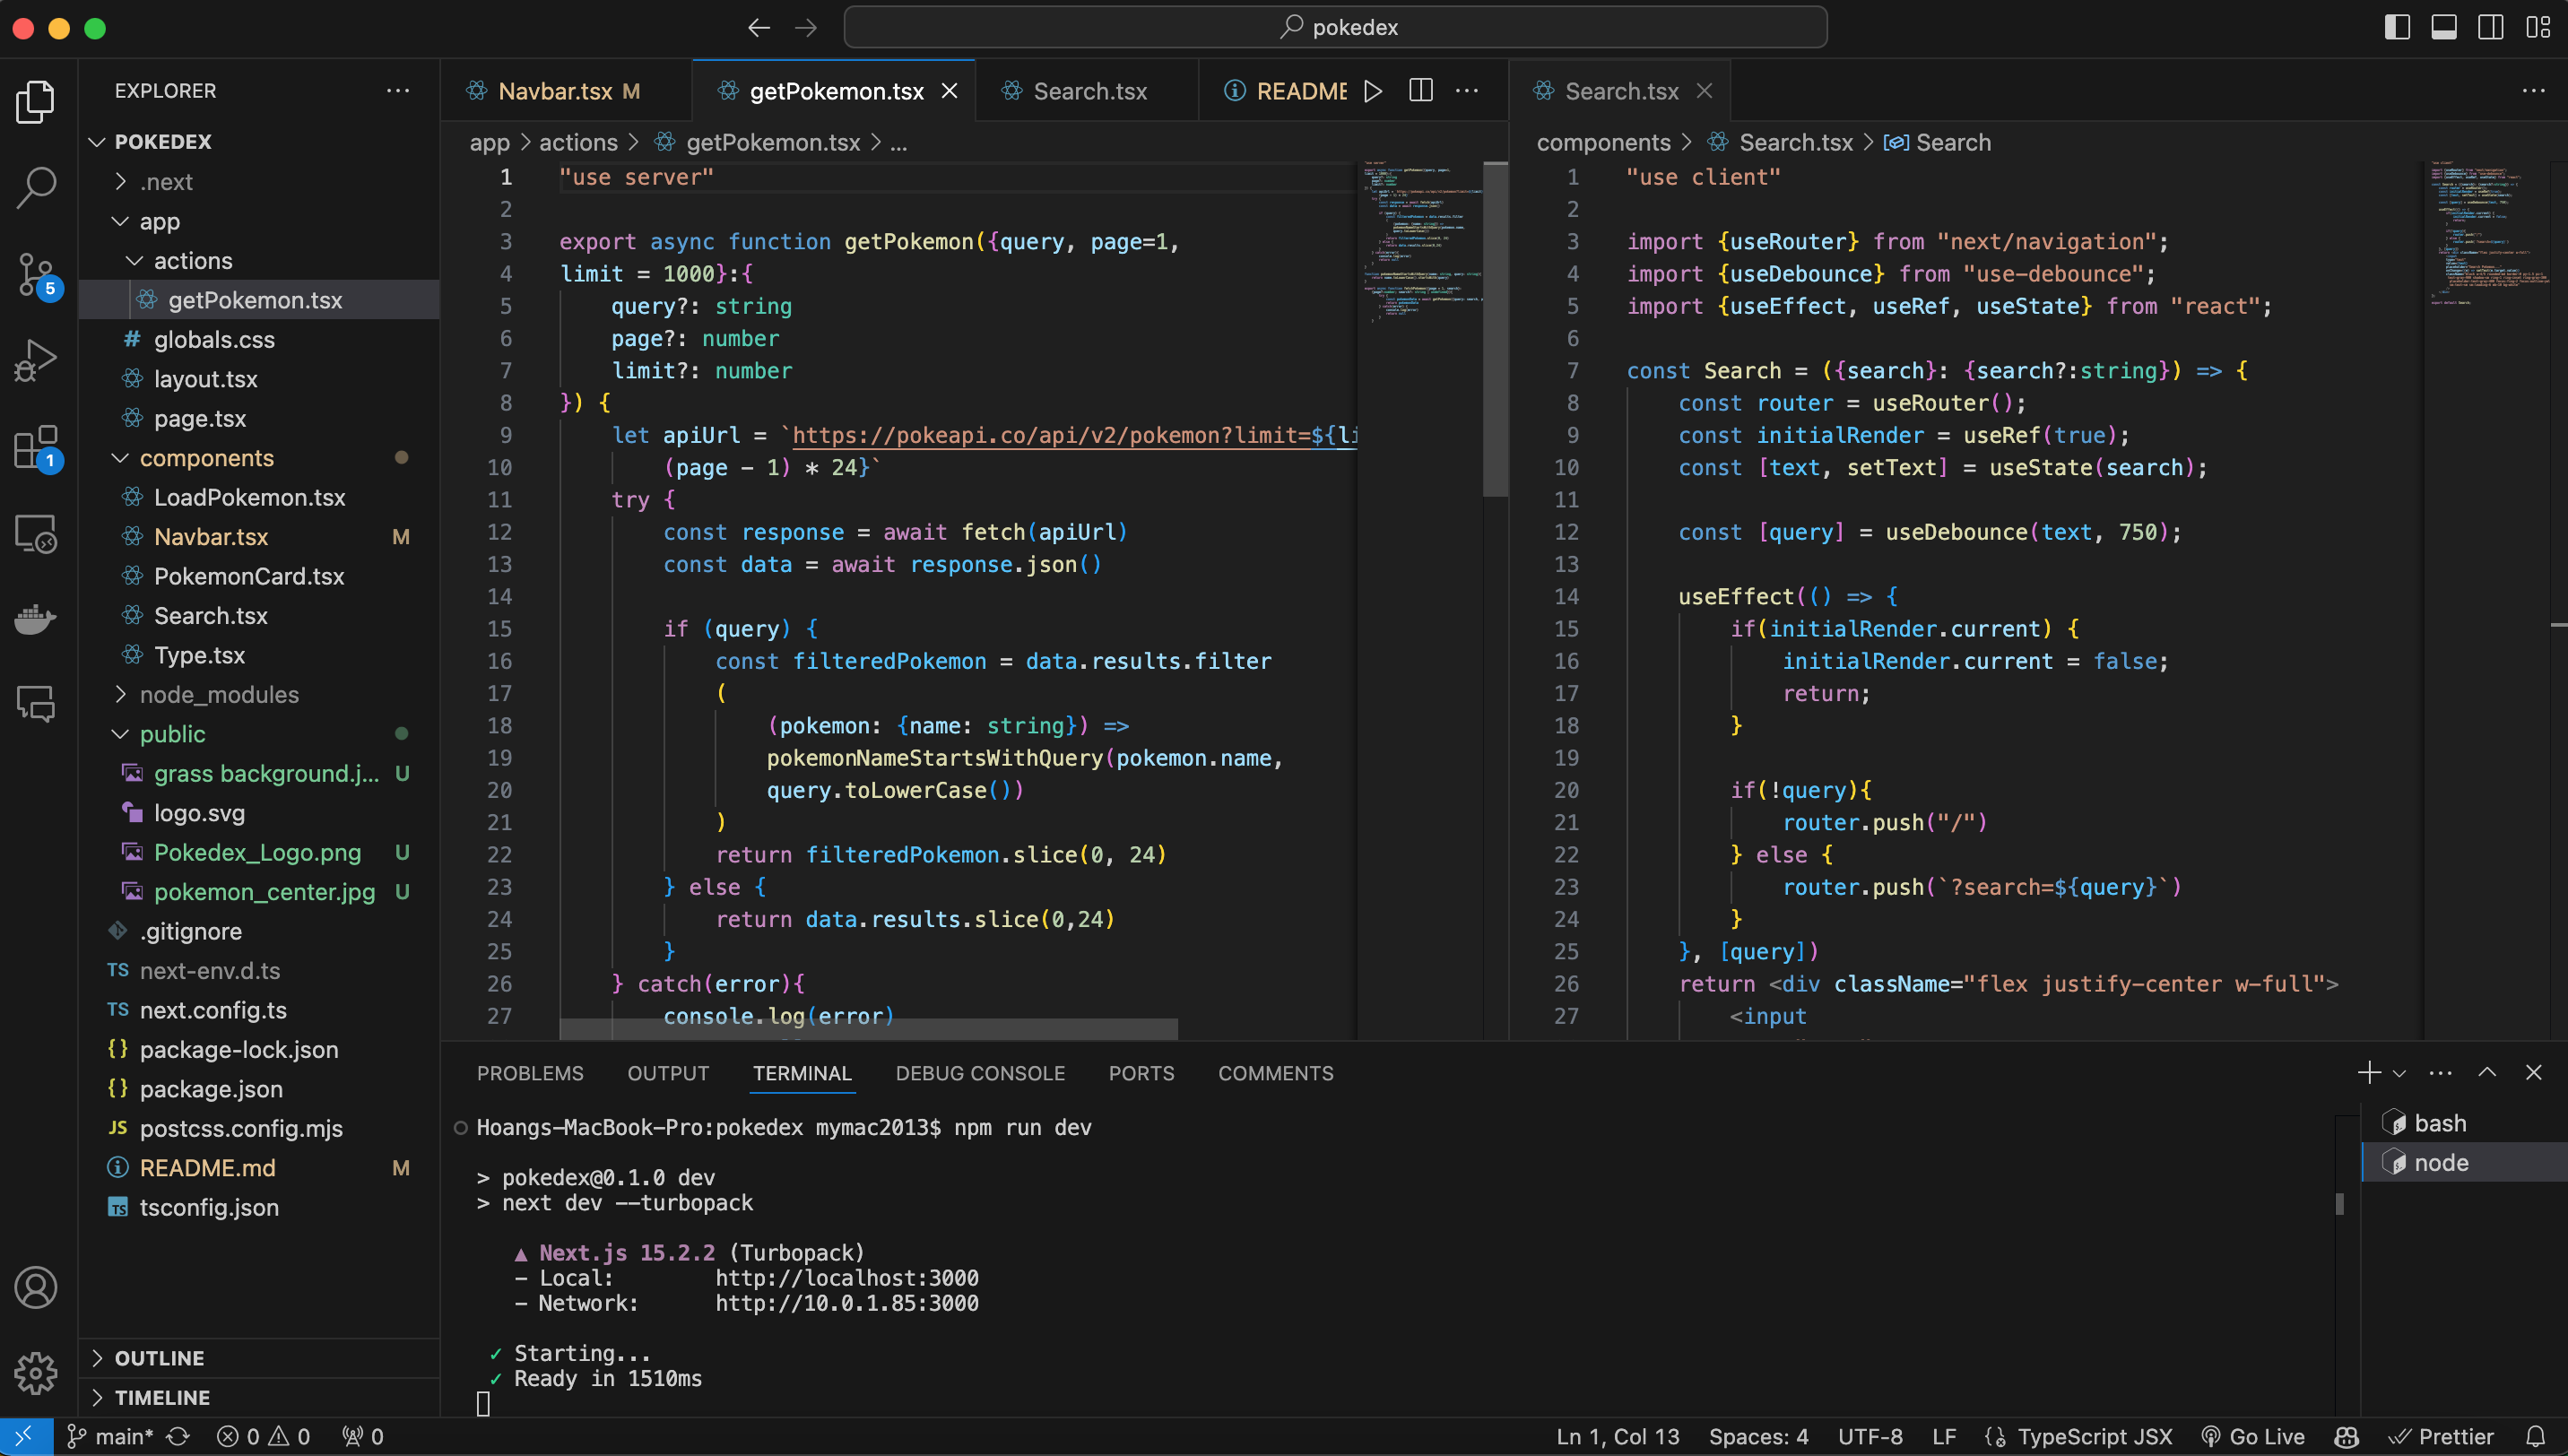 pokedex
EXPLORER
POKEDEX
.next
app
actions
getPokemon.tsx
globals.css
layout.tsx
page.tsx
components
LoadPokemon.tsx
Navbar.tsx M
PokemonCard.tsx
Search.tsx
Type.tsx
node_modules
public
grass background.j... U
logo.svg
Pokedex_Logo.png U
pokemon_center.jpg U
.gitignore
TS next-env.d.ts
TS next.config.ts
{} package-lock.json
{} package.json
JS postcss.config.mjs
README.md M
TS tsconfig.json
OUTLINE
TIMELINE
5
1
Navbar.tsx M
getPokemon.tsx
Search.tsx
README
app > actions > getPokemon.tsx > ...
1 "use server"
2
3 export async function getPokemon({query, page=1,
4 limit = 1000}:{
5 query?: string
6 page?: number
7 limit?: number
8 }) {
9 let apiUrl = `https://pokeapi.co/api/v2/pokemon?limit=${li
10 (page - 1) * 24}`
11 try {
12 const response = await fetch(apiUrl)
13 const data = await response.json()
14
15 if (query) {
16 const filteredPokemon = data.results.filter
17 (
18 (pokemon: {name: string}) =>
19 pokemonNameStartsWithQuery(pokemon.name,
20 query.toLowerCase())
21 )
22 return filteredPokemon.slice(0, 24)
23 } else {
24 return data.results.slice(0,24)
25 }
26 } catch(error){
27 console.log(error)
Search.tsx
components > Search.tsx > Search
1 "use client"
2
3 import {useRouter} from "next/navigation";
4 import {useDebounce} from "use-debounce";
5 import {useEffect, useRef, useState} from "react";
6
7 const Search = ({search}: {search?:string}) => {
8 const router = useRouter();
9 const initialRender = useRef(true);
10 const [text, setText] = useState(search);
11
12 const [query] = useDebounce(text, 750);
13
14 useEffect(() => {
15 if(initialRender.current) {
16 initialRender.current = false;
17 return;
18 }
19
20 if(!query){
21 router.push("/")
22 } else {
23 router.push(`?search=${query}`)
24 }
25 }, [query])
26 return <div className="flex justify-center w-full">
27 <input
PROBLEMS OUTPUT TERMINAL DEBUG CONSOLE PORTS COMMENTS
Hoangs-MacBook-Pro:pokedex mymac2013$ npm run dev
> pokedex@0.1.0 dev
> next dev --turbopack
▲ Next.js 15.2.2 (Turbopack)
- Local: http://localhost:3000
- Network: http://10.0.1.85:3000
✓ Starting...
✓ Ready in 1510ms
bash
node
main* 0 0 0
Ln 1, Col 13 Spaces: 4 UTF-8 LF TypeScript JSX Go Live Prettier